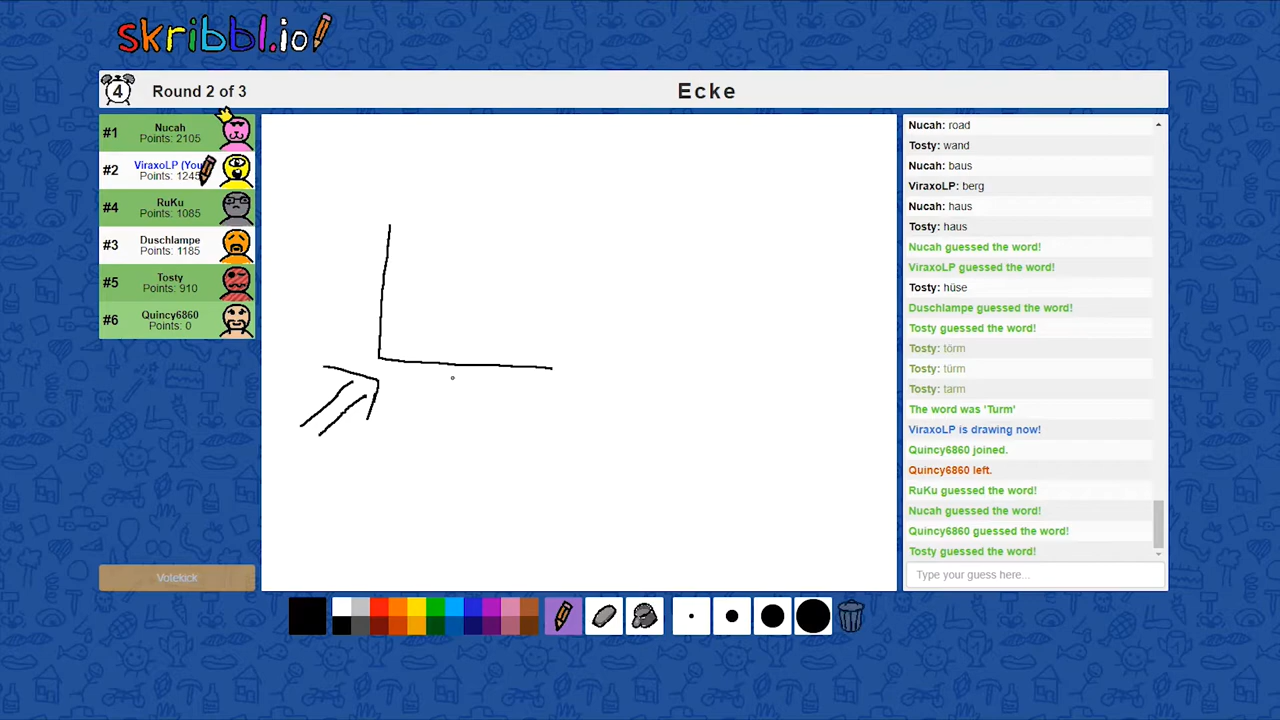 skribbl.io!
4
Round 2 of 3
Ecke
#1
Nucah
Points: 2105
#2
ViraxoLP (You
Points: 1245
#4
RuKu
Points: 1085
#3
Duschlampe
Points: 1185
#5
Tosty
Points: 910
#6
Quincy6860
Points: 0
Votekick
Nucah: road
Tosty: wand
Nucah: baus
ViraxoLP: berg
Nucah: haus
Tosty: haus
Nucah guessed the word!
ViraxoLP guessed the word!
Tosty: hüse
Duschlampe guessed the word!
Tosty guessed the word!
Tosty: törm
Tosty: türm
Tosty: tarm
The word was 'Turm'
ViraxoLP is drawing now!
Quincy6860 joined.
Quincy6860 left.
RuKu guessed the word!
Nucah guessed the word!
Quincy6860 guessed the word!
Tosty guessed the word!
Type your guess here...